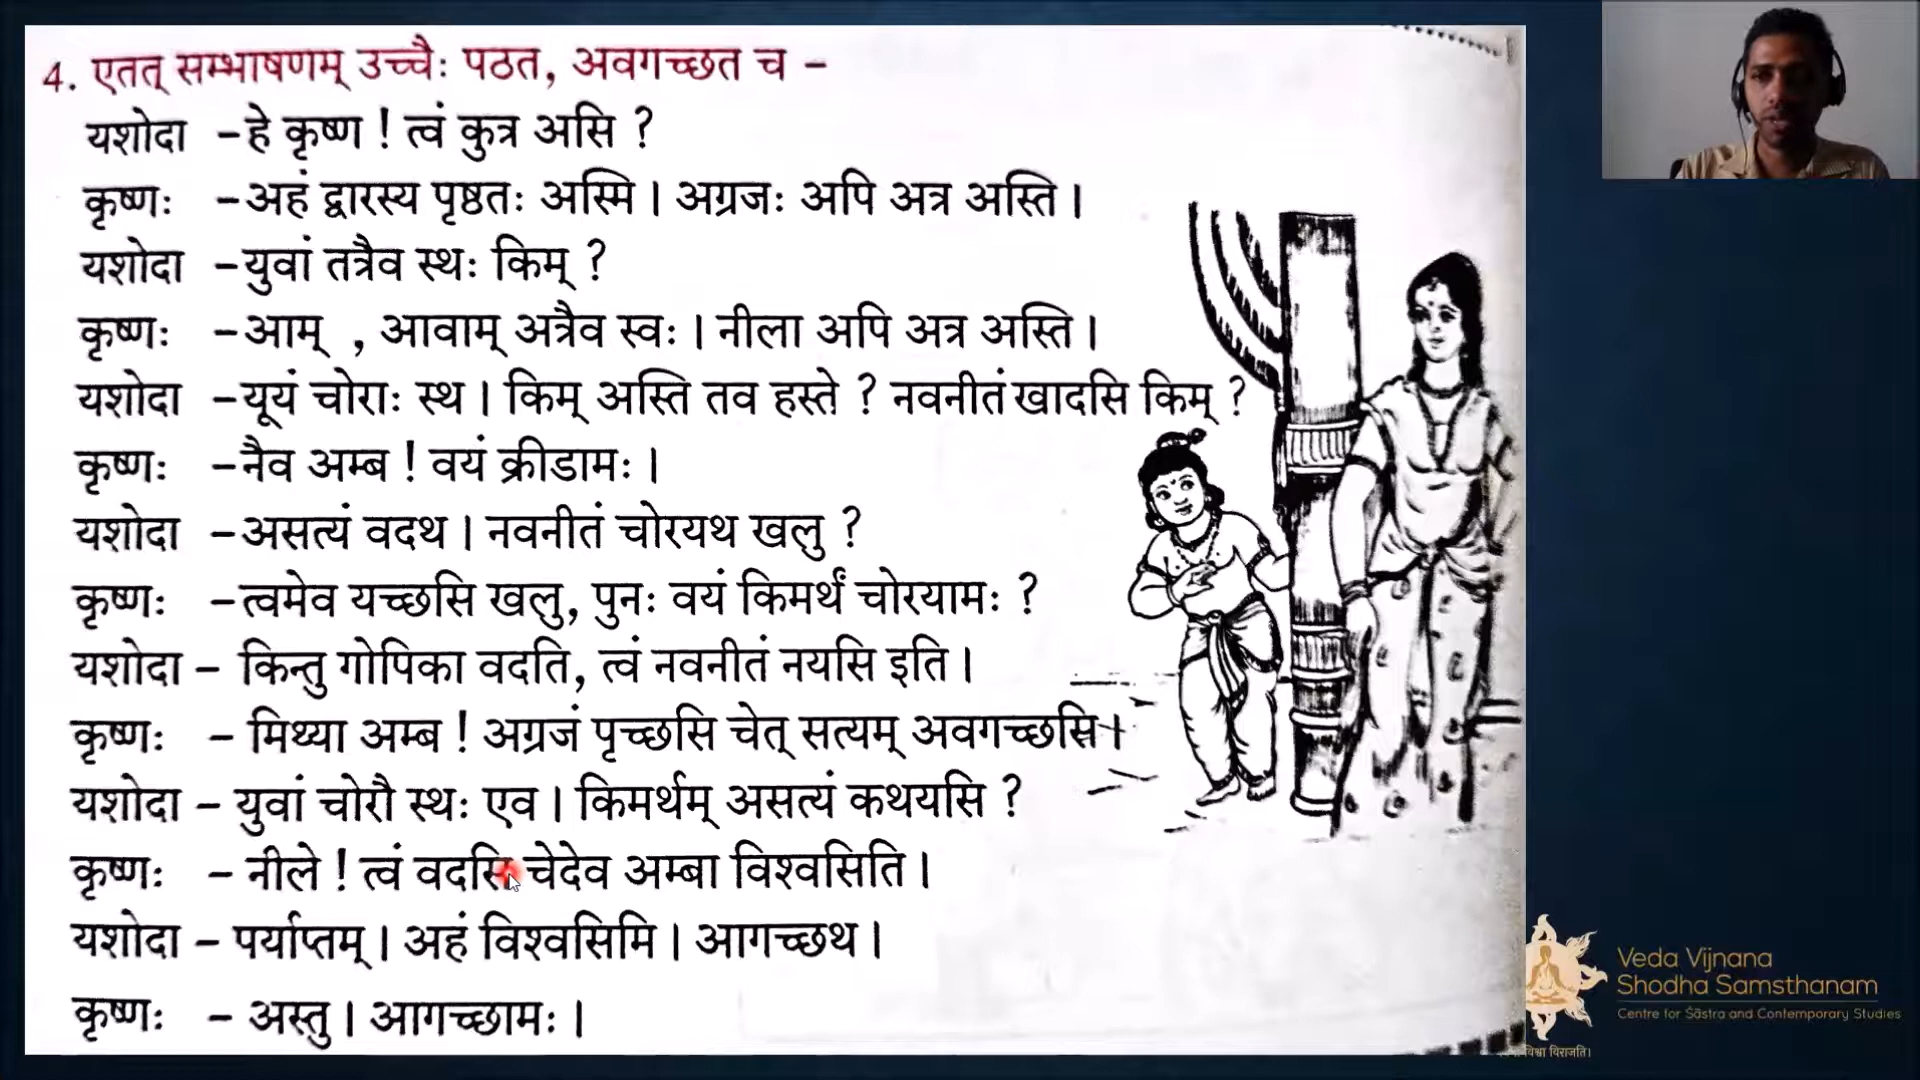 4. एतत् सम्भाषणम् उच्चैः पठत, अवगच्छत च -
यशोदा - हे कृष्ण ! त्वं कुत्र असि ?
कृष्णः - अहं द्वारस्य पृष्ठतः अस्मि । अग्रजः अपि अत्र अस्ति ।
यशोदा - युवां तत्रैव स्थः किम् ?
कृष्णः - आम् , आवाम् अत्रैव स्वः । नीला अपि अत्र अस्ति ।
यशोदा - यूयं चोराः स्थ । किम् अस्ति तव हस्ते ? नवनीतं खादसि किम् ?
कृष्णः - नैव अम्ब ! वयं क्रीडामः ।
यशोदा - असत्यं वदथ । नवनीतं चोरयथ खलु ?
कृष्णः - त्वमेव यच्छसि खलु, पुनः वयं किमर्थं चोरयामः ?
यशोदा - किन्तु गोपिका वदति, त्वं नवनीतं नयसि इति ।
कृष्णः - मिथ्या अम्ब ! अग्रजं पृच्छसि चेत् सत्यम् अवगच्छसि ।
यशोदा - युवां चोरौ स्थः एव । किमर्थम् असत्यं कथयसि ?
कृष्णः - नीले ! त्वं वदसि चेदेव अम्बा विश्वसिति ।
यशोदा - पर्याप्तम् । अहं विश्वसिमि । आगच्छथ ।
कृष्णः - अस्तु । आगच्छामः ।
Veda Vijnana
Shodha Samsthanam
Centre for Śāstra and Contemporary Studies
विराजति।